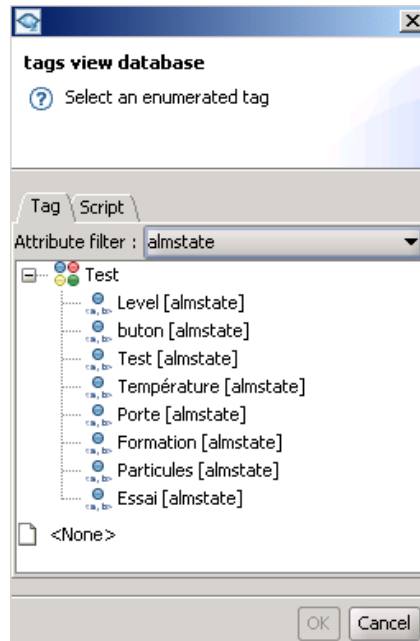 tags view database
Select an enumerated tag
Tag Script
Attribute filter : almstate
Test
Level [almstate]
buton [almstate]
Test [almstate]
Température [almstate]
Porte [almstate]
Formation [almstate]
Particules [almstate]
Essai [almstate]
<None>
OK Cancel